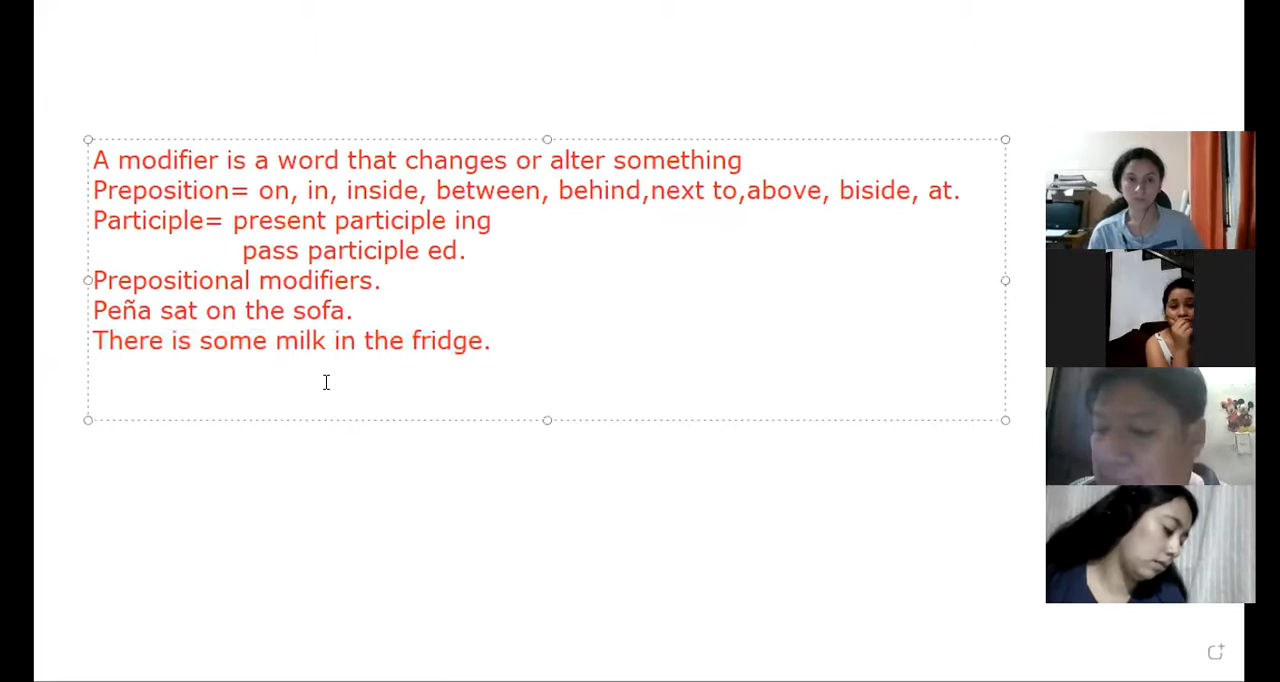 A modifier is a word that changes or alter something
Preposition= on, in, inside, between, behind,next to,above, biside, at.
Participle= present participle ing
pass participle ed.
Prepositional modifiers.
Peña sat on the sofa.
There is some milk in the fridge.